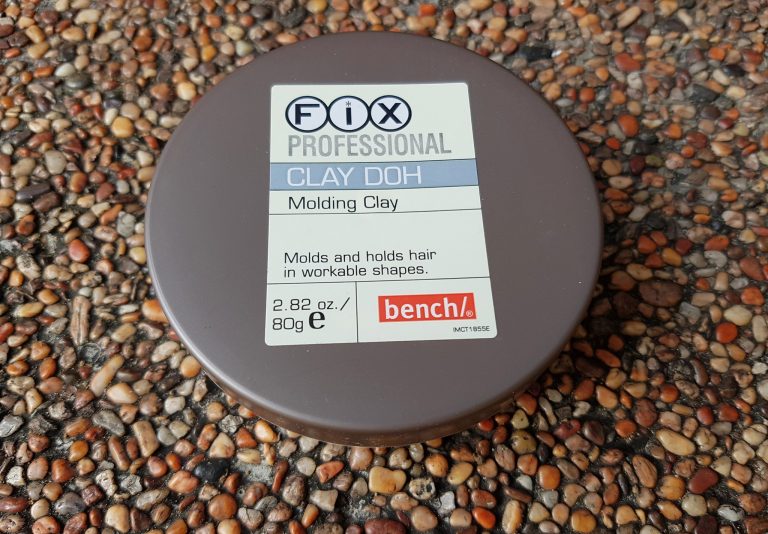 FiX
PROFESSIONAL
CLAY DOH
Molding Clay
Molds and holds hair
in workable shapes.
2.82 oz./
80g e
bench/.®
IMCT1855E